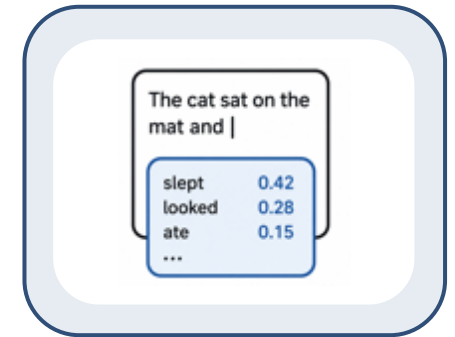 The cat sat on the
mat and |
slept 0.42
looked 0.28
ate 0.15
...